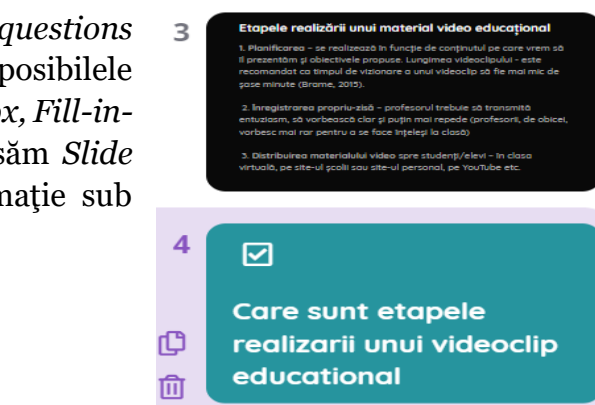 questions
posibilele
ox, Fill-in-
săm Slide
maţie sub
3
Etapele realizării unui material video educațional
1. Planificarea – se realizază în funcție de conținutul pe care vrem să
îl prezentăm și obiectivele propuse. Lungimea videoclipului - este
recomandat ca timpul de vizionare a unui videoclip să fie mai mic de
șase minute (Brame, 2015).
2. Înregistrarea propriu-zisă – profesorul trebuie să transmită
entuziasm, să vorbească clar și puțin mai repede (profesorii, de obicei,
vorbesc mai rar pentru a se face înțeleși la clasă)
3. Distribuirea materialului video spre studenți/elevi – în clasa
virtuală, pe site-ul școlii sau site-ul personal, pe YouTube etc.
4
Care sunt etapele
realizarii unui videoclip
educational